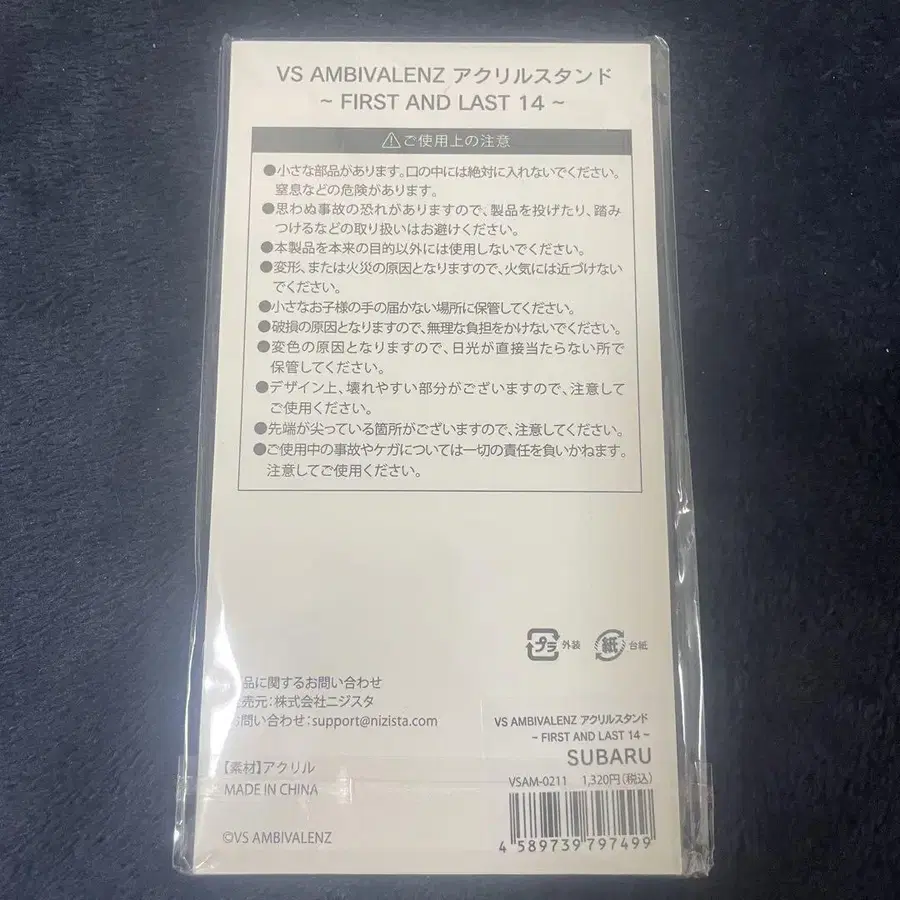 VS AMBIVALENZ アクリルスタンド
~ FIRST AND LAST 14 ~
ご使用上の注意
●小さな部品があります。口の中には絶対に入れないでください。
窒息などの危険があります。
●思わぬ事故の恐れがありますので、製品を投げたり、踏み
つけるなどの取り扱いはお避けください。
●本製品を本来の目的以外には使用しないでください。
●変形、または火災の原因となりますので、火気には近づけない
でください。
●小さなお子様の手の届かない場所に保管してください。
●破損の原因となりますので、無理な負担をかけないでください。
●変色の原因となりますので、日光が直接当たらない所で
保管してください。
●デザイン上、壊れやすい部分がございますので、注意して
ご使用ください。
●先端が尖っている箇所がございますので、注意してください。
●ご使用中の事故やケガについては一切の責任を負いかねます。
注意してご使用ください。
プラ 外装 紙 台紙
品に関するお問い合わせ
売元:株式会社ニジスタ
お問い合わせ:support@nizista.com
【素材】アクリル
MADE IN CHINA
©VS AMBIVALENZ
VS AMBIVALENZ アクリルスタンド
~ FIRST AND LAST 14 ~
SUBARU
VSAM-0211 1,320円(税込)
4 589739 797499